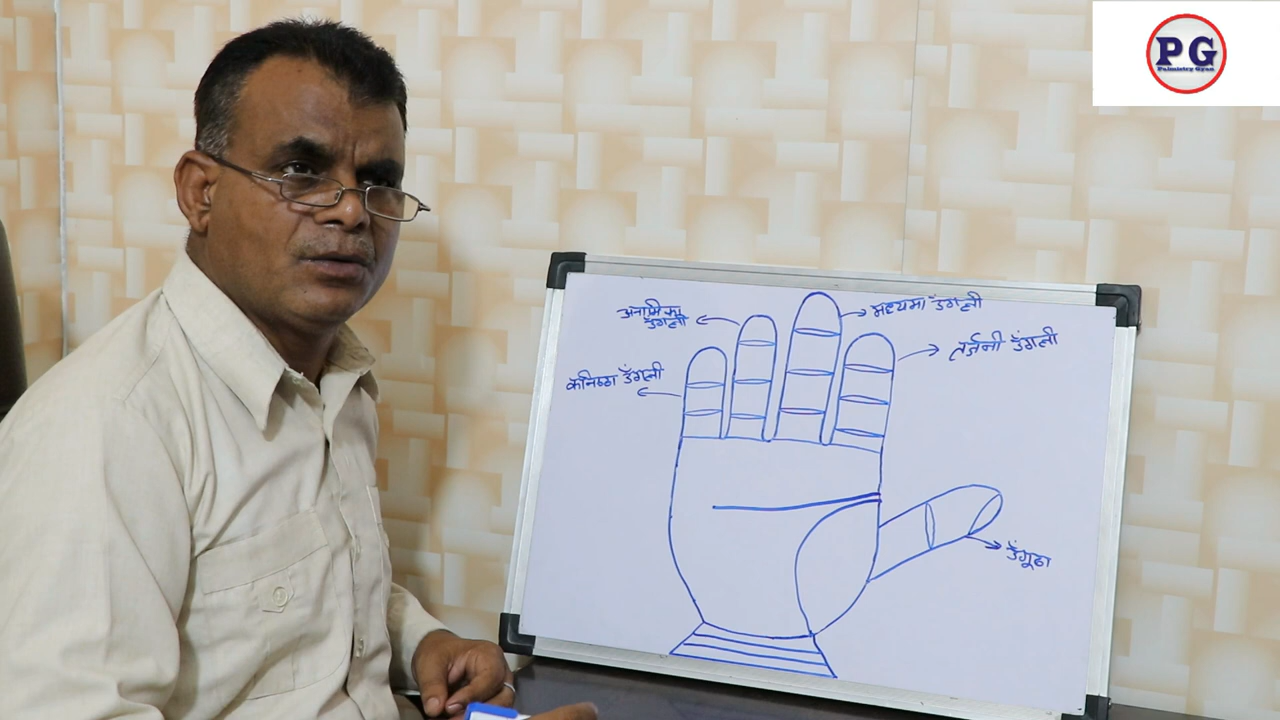 PG
Palmistry Gyan
अनामिका
उँगली
मध्यमा उँगली
तर्जनी उँगली
कनिष्ठा उँगली
उँगूठा